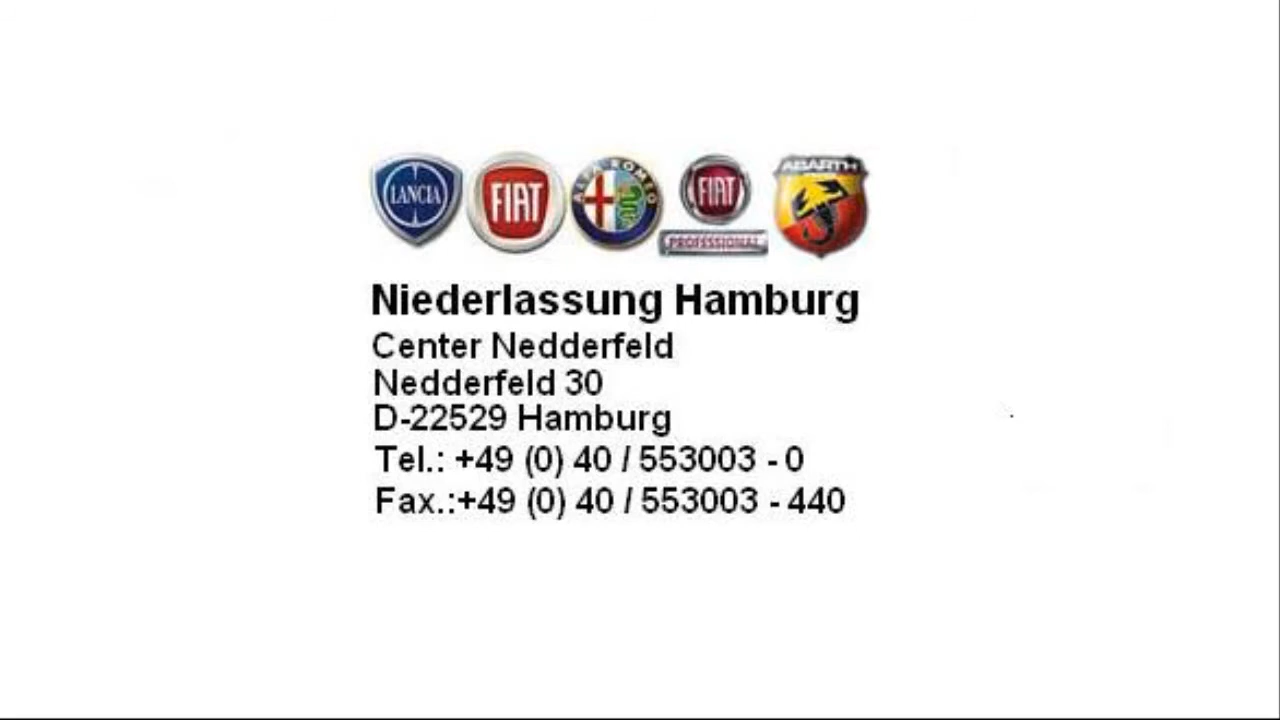 LANCIA
FIAT
ALFA ROMEO
FIAT
PROFESSIONAL
ABARTH
Niederlassung Hamburg
Center Nedderfeld
Nedderfeld 30
D-22529 Hamburg
Tel.: +49 (0) 40 / 553003 - 0
Fax.:+49 (0) 40 / 553003 - 440